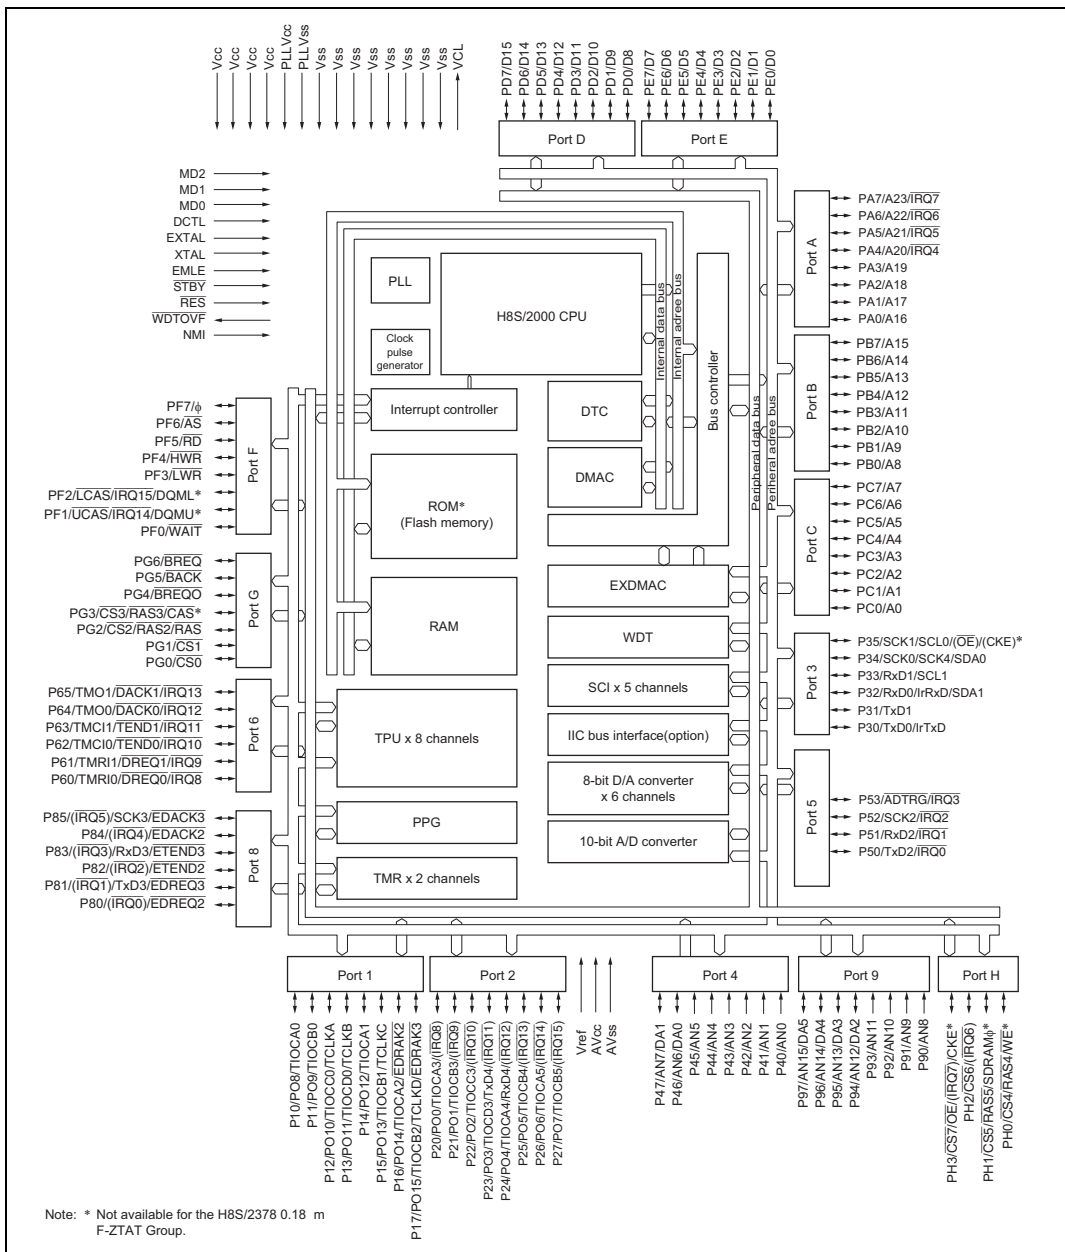 Vcc
Vcc
Vcc
Vcc
PLLVcc
PLLVss
Vss
Vss
Vss
Vss
Vss
Vss
Vss
Vss
VCL
PD7/D15
PD6/D14
PD5/D13
PD4/D12
PD3/D11
PD2/D10
PD1/D9
PD0/D8
PE7/D7
PE6/D6
PE5/D5
PE4/D4
PE3/D3
PE2/D2
PE1/D1
PE0/D0
Port D
Port E
MD2
MD1
MD0
DCTL
EXTAL
XTAL
EMLE
STBY
RES
WDTOVF
NMI
PLL
Clock
pulse
generator
H8S/2000 CPU
Interrupt controller
DTC
DMAC
ROM*
(Flash memory)
RAM
Internal data bus
Internal adree bus
Bus controller
Peripheral data bus
Periheral adree bus
EXDMAC
WDT
SCI x 5 channels
IIC bus interface(option)
8-bit D/A converter
x 6 channels
10-bit A/D converter
TPU x 8 channels
PPG
TMR x 2 channels
Port A
PA7/A23/IRQ7
PA6/A22/IRQ6
PA5/A21/IRQ5
PA4/A20/IRQ4
PA3/A19
PA2/A18
PA1/A17
PA0/A16
Port B
PB7/A15
PB6/A14
PB5/A13
PB4/A12
PB3/A11
PB2/A10
PB1/A9
PB0/A8
Port C
PC7/A7
PC6/A6
PC5/A5
PC4/A4
PC3/A3
PC2/A2
PC1/A1
PC0/A0
Port 3
P35/SCK1/SCL0/(OE)/(CKE)*
P34/SCK0/SCK4/SDA0
P33/RxD1/SCL1
P32/RxD0/IrRxD/SDA1
P31/TxD1
P30/TxD0/IrTxD
Port 5
P53/ADTRG/IRQ3
P52/SCK2/IRQ2
P51/RxD2/IRQ1
P50/TxD2/IRQ0
PF7/ϕ
PF6/AS
PF5/RD
PF4/HWR
PF3/LWR
PF2/LCAS/IRQ15/DQML*
PF1/UCAS/IRQ14/DQMU*
PF0/WAIT
Port F
PG6/BREQ
PG5/BACK
PG4/BREQO
PG3/CS3/RAS3/CAS*
PG2/CS2/RAS2/RAS
PG1/CS1
PG0/CS0
Port G
P65/TMO1/DACK1/IRQ13
P64/TMO0/DACK0/IRQ12
P63/TMCI1/TEND1/IRQ11
P62/TMCI0/TEND0/IRQ10
P61/TMRI1/DREQ1/IRQ9
P60/TMRI0/DREQ0/IRQ8
Port 6
P85/(IRQ5)/SCK3/EDACK3
P84/(IRQ4)/EDACK2
P83/(IRQ3)/RxD3/ETEND3
P82/(IRQ2)/ETEND2
P81/(IRQ1)/TxD3/EDREQ3
P80/(IRQ0)/EDREQ2
Port 8
Port 1
Port 2
Port 4
Port 9
Port H
P10/PO8/TIOCA0
P11/PO9/TIOCB0
P12/PO10/TIOCC0/TCLKA
P13/PO11/TIOCD0/TCLKB
P14/PO12/TIOCA1
P15/PO13/TIOCB1/TCLKC
P16/PO14/TIOCA2/EDRAK2
P17/PO15/TIOCB2/TCLKD/EDRAK3
P20/PO0/TIOCA3/(IRQ8)
P21/PO1/TIOCB3/(IRQ9)
P22/PO2/TIOCC3/(IRQ10)
P23/PO3/TIOCD3/TxD4/(IRQ11)
P24/PO4/TIOCA4/RxD4/(IRQ12)
P25/PO5/TIOCB4/(IRQ13)
P26/PO6/TIOCA5/(IRQ14)
P27/PO7/TIOCB5/(IRQ15)
Vref
AVcc
AVss
P47/AN7/DA1
P46/AN6/DA0
P45/AN5
P44/AN4
P43/AN3
P42/AN2
P41/AN1
P40/AN0
P97/AN15/DA5
P96/AN14/DA4
P95/AN13/DA3
P94/AN12/DA2
P93/AN11
P92/AN10
P91/AN9
P90/AN8
PH3/CS7/OE/(IRQ7)/CKE*
PH2/CS6/(IRQ6)
PH1/CS5/RAS5/SDRAMϕ*
PH0/CS4/RAS4/WE*
Note: * Not available for the H8S/2378 0.18 m
F-ZTAT Group.